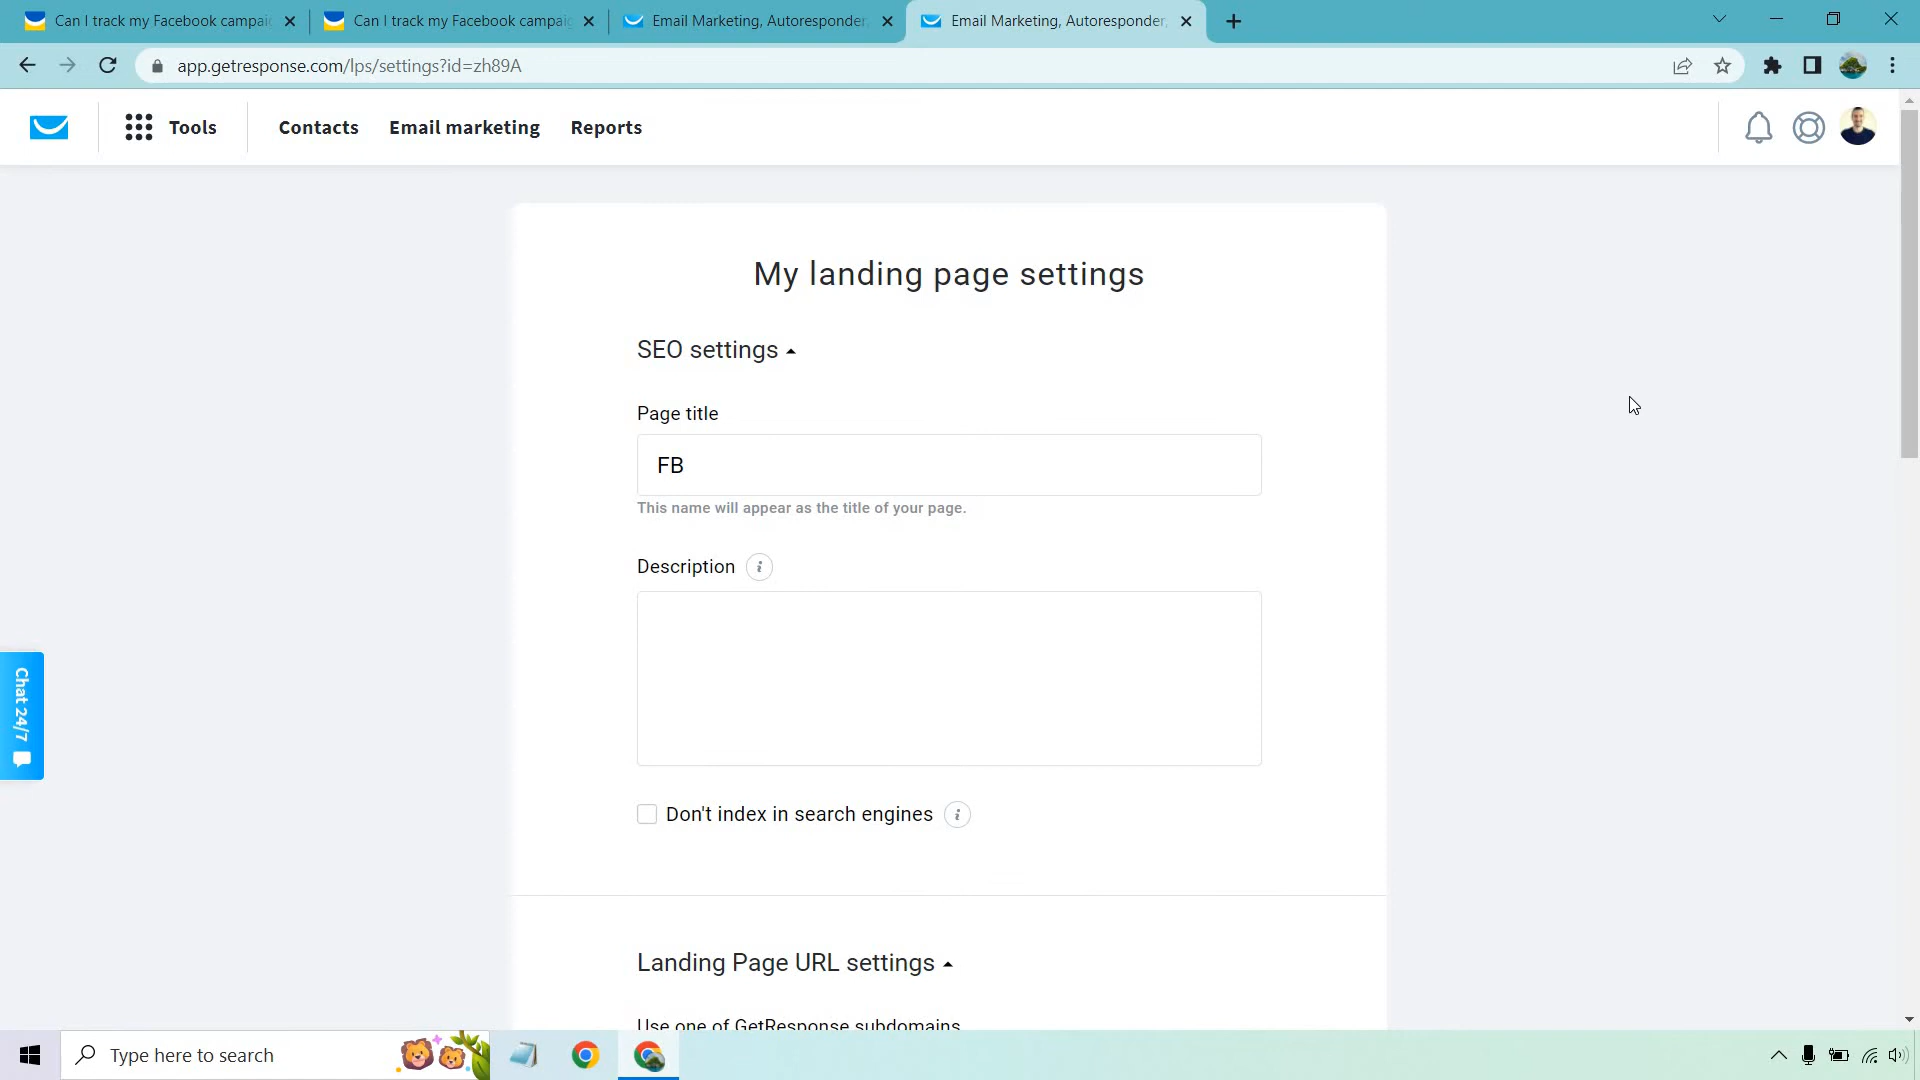 Can I track my Facebook campaig
Can I track my Facebook campaig
Email Marketing, Autoresponder,
Email Marketing, Autoresponder,
app.getresponse.com/lps/settings?id=zh89A
Tools
Contacts
Email marketing
Reports
My landing page settings
SEO settings
Page title
FB
This name will appear as the title of your page.
Description
Don't index in search engines
Chat 24/7
Landing Page URL settings
Use one of GetResponse subdomains
Type here to search